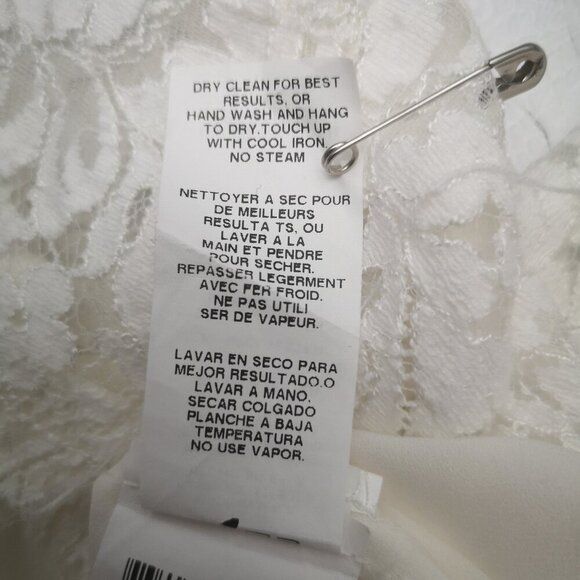 DRY CLEAN FOR BEST
RESULTS, OR
HAND WASH AND HANG
TO DRY.TOUCH UP
WITH COOL IRON.
NO STEAM
NETTOYER A SEC POUR
DE MEILLEURS
RESULTA TS, OU
LAVER A LA
MAIN ET PENDRE
POUR SECHER.
REPASSER LEGERMENT
AVEC FER FROID.
NE PAS UTILI
SER DE VAPEUR.
LAVAR EN SECO PARA
MEJOR RESULTADO.O
LAVAR A MANO.
SECAR COLGADO
PLANCHE A BAJA
TEMPERATURA
NO USE VAPOR.